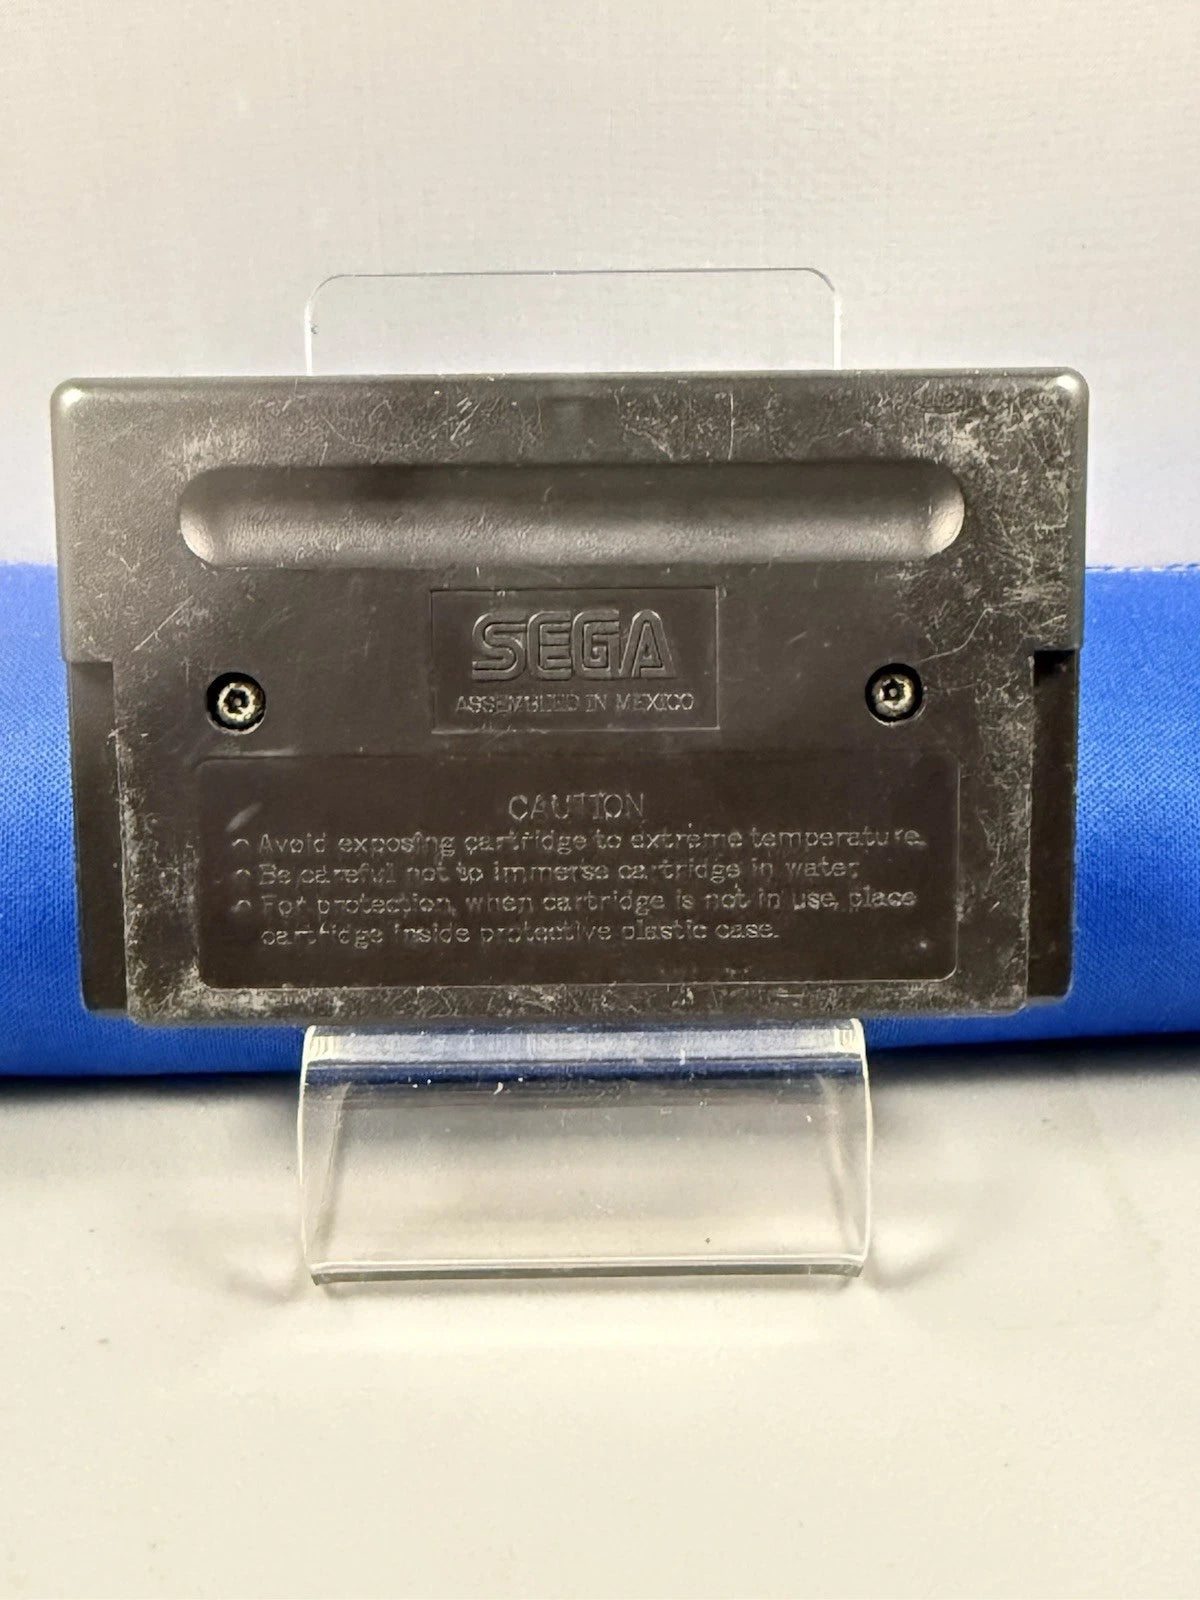 SEGA
ASSEMBLED IN MEXICO
CAUTION
Avoid exposing cartridge to extreme temperature.
Be careful not to immerse cartridge in water.
For protection, when cartridge is not in use, place
cartridge inside protective plastic case.